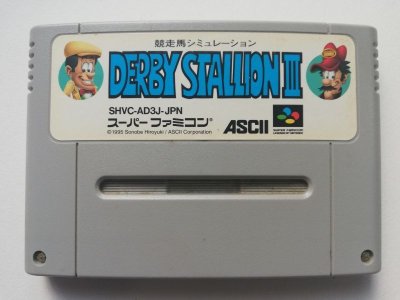 競走馬シミュレーション
DERBY STALLION III
SHVC-AD3J-JPN
スーパーファミコン
ASCII
©1995 Sonobe Hiroyuki / ASCII Corporation